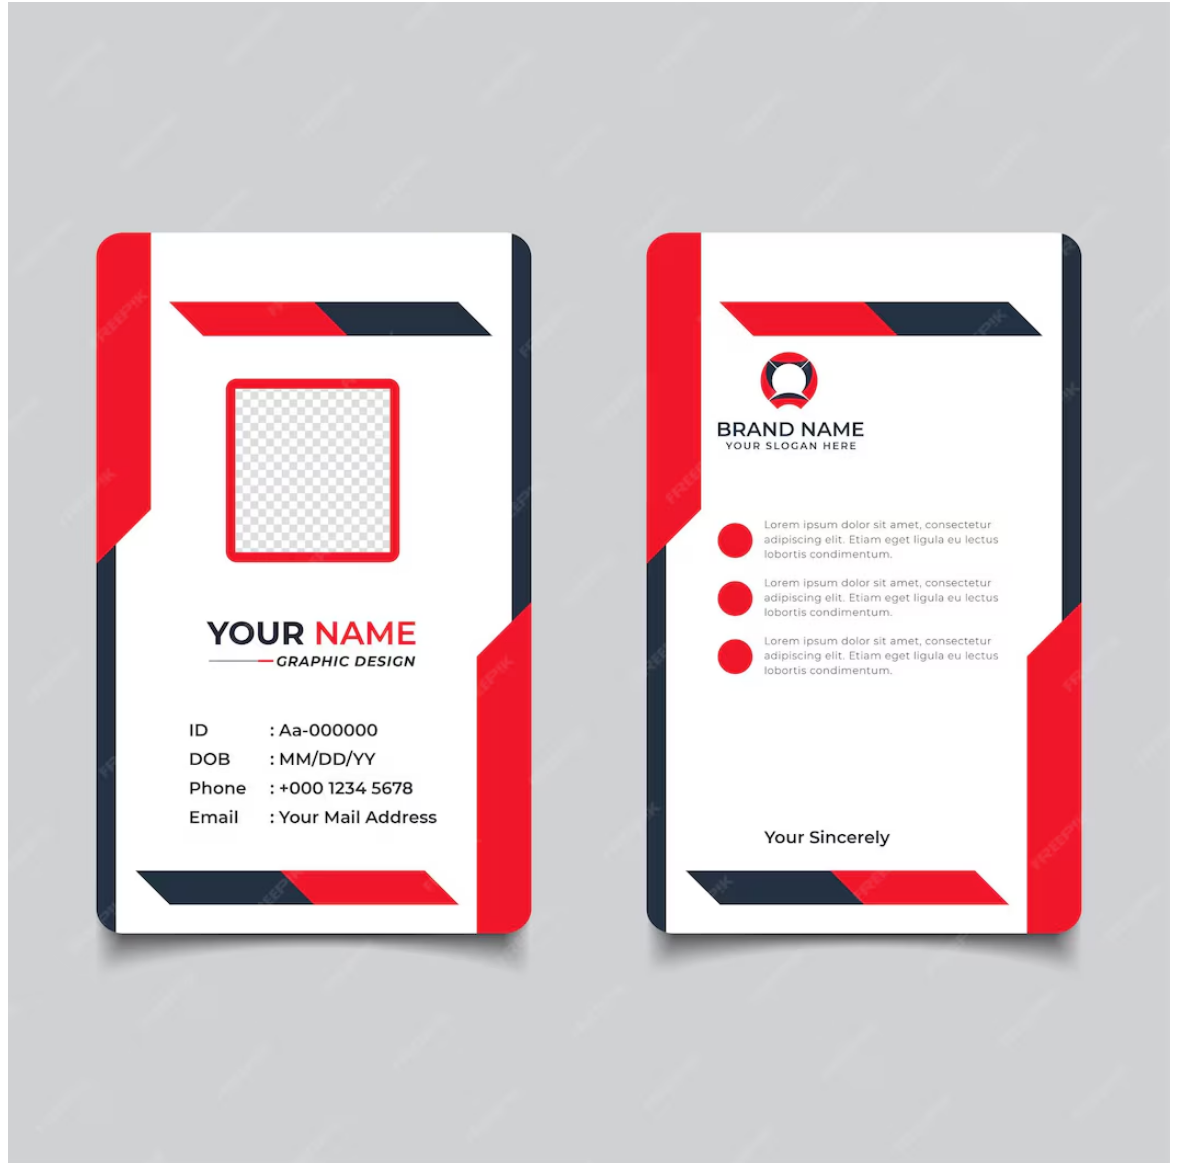 YOUR NAME
GRAPHIC DESIGN
ID : Aa-000000
DOB : MM/DD/YY
Phone : +000 1234 5678
Email : Your Mail Address
BRAND NAME
YOUR SLOGAN HERE
Lorem ipsum dolor sit amet, consectetur
adipiscing elit. Etiam eget ligula eu lectus
lobortis condimentum.
Lorem ipsum dolor sit amet, consectetur
adipiscing elit. Etiam eget ligula eu lectus
lobortis condimentum.
Lorem ipsum dolor sit amet, consectetur
adipiscing elit. Etiam eget ligula eu lectus
lobortis condimentum.
Your Sincerely
FREEPIK